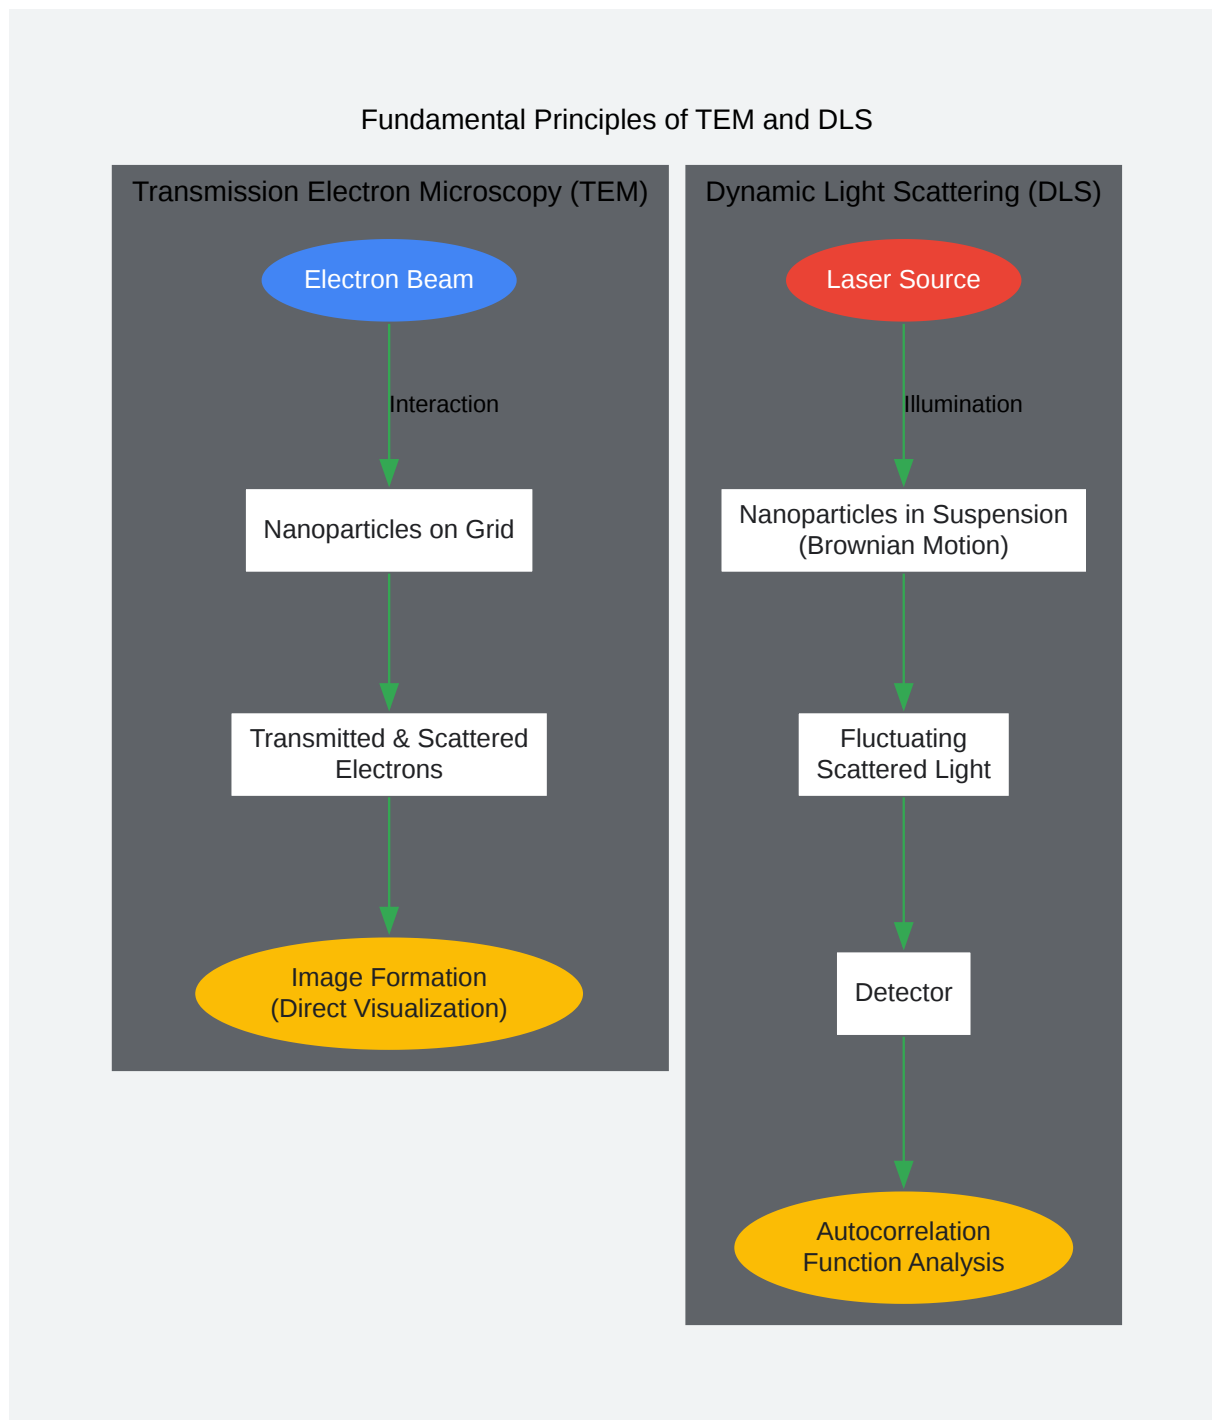 Fundamental Principles of TEM and DLS
Transmission Electron Microscopy (TEM)
Electron Beam
Interaction
Nanoparticles on Grid
Transmitted & Scattered
Electrons
Image Formation
(Direct Visualization)
Dynamic Light Scattering (DLS)
Laser Source
Illumination
Nanoparticles in Suspension
(Brownian Motion)
Fluctuating
Scattered Light
Detector
Autocorrelation
Function Analysis